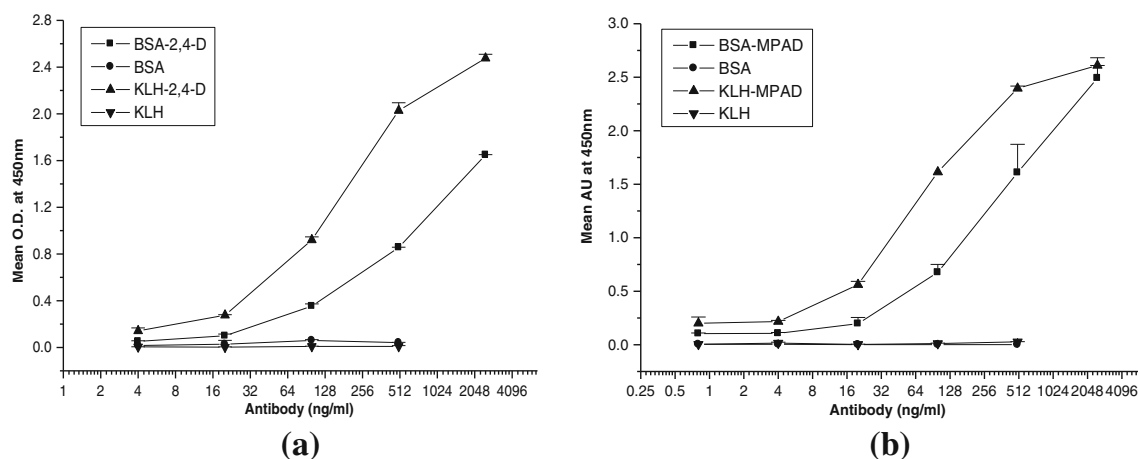 2.8
2.4
2.0
1.6
1.2
0.8
0.4
0.0
Mean O.D. at 450nm
BSA-2,4-D
BSA
KLH-2,4-D
KLH
1 2 4 8 16 32 64 128 256 512 1024 2048 4096
Antibody (ng/ml)
(a)
3.0
2.5
2.0
1.5
1.0
0.5
0.0
Mean AU at 450nm
BSA-MPAD
BSA
KLH-MPAD
KLH
0.25 0.5 1 2 4 8 16 32 64 128 256 512 1024 2048 4096
Antibody (ng/ml)
(b)